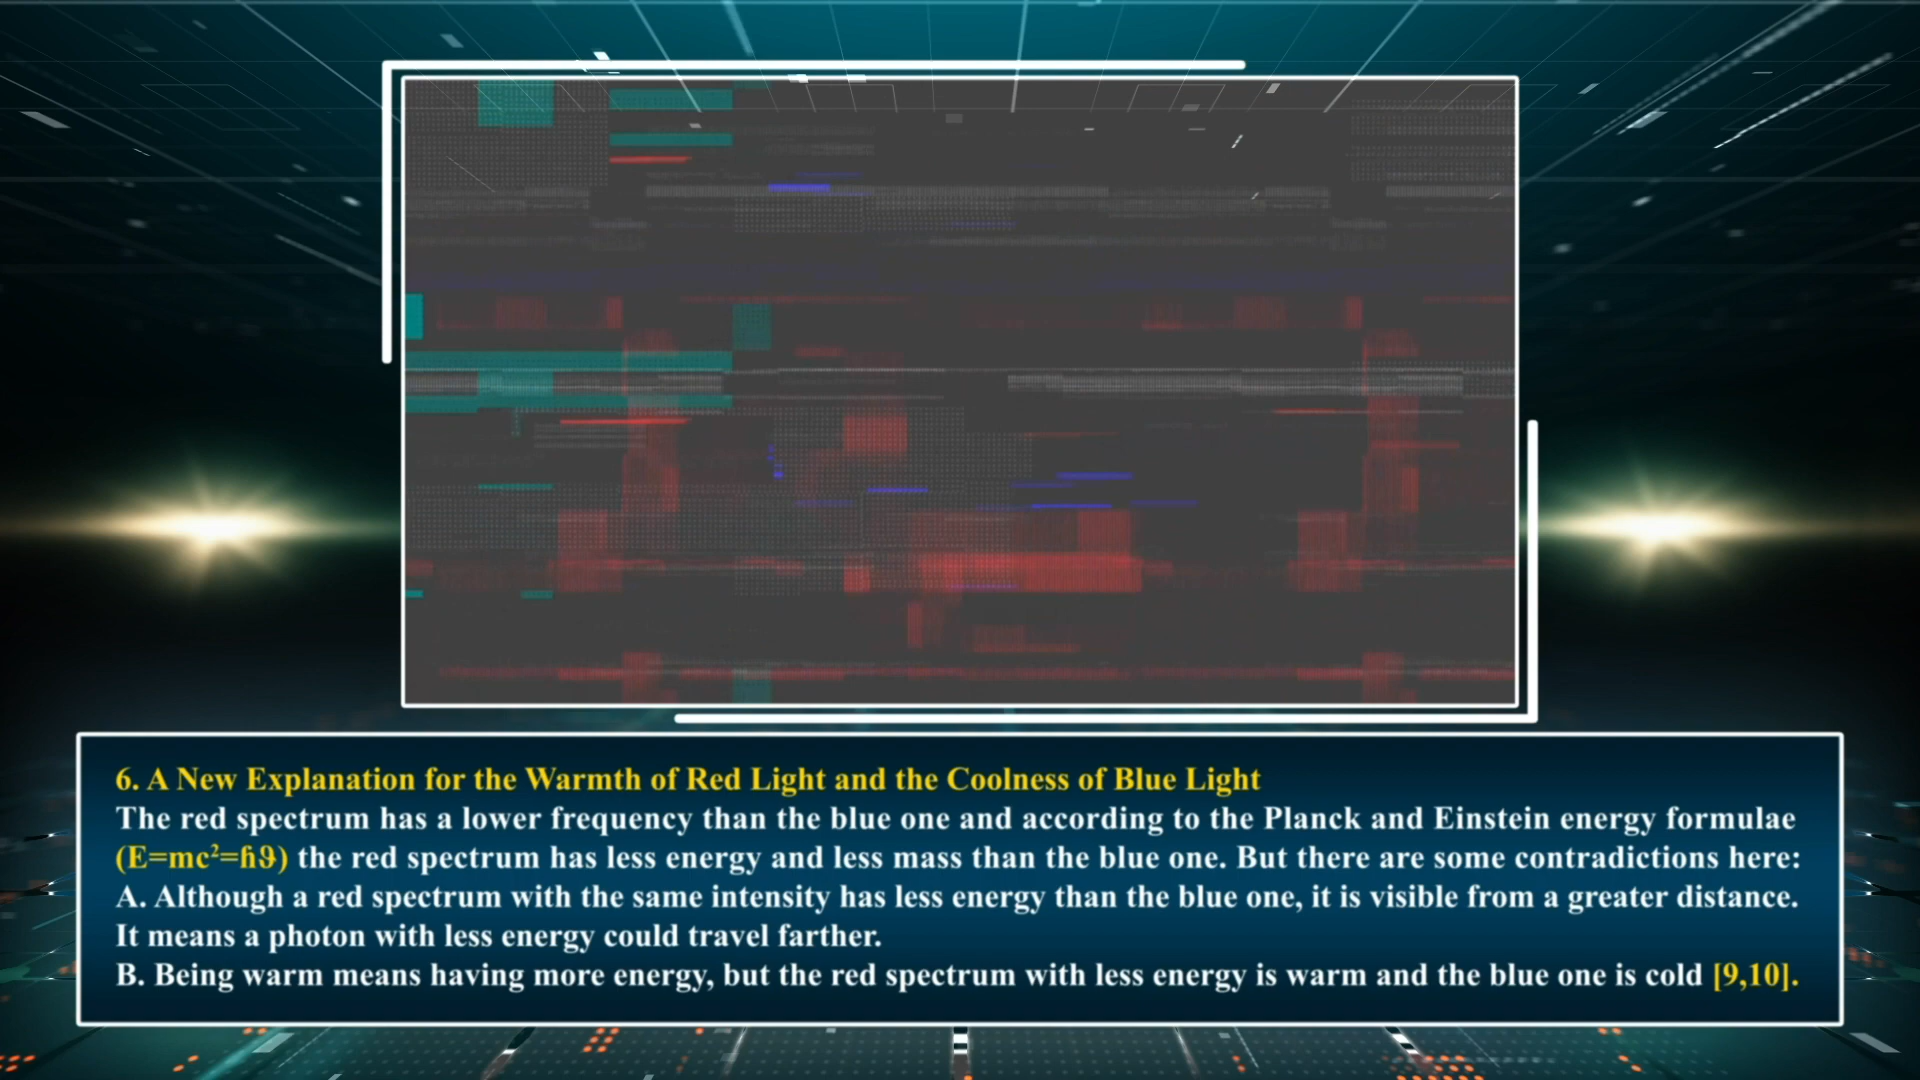 6. A New Explanation for the Warmth of Red Light and the Coolness of Blue Light
The red spectrum has a lower frequency than the blue one and according to the Planck and Einstein energy formulae
(E=mc²=ɦϑ) the red spectrum has less energy and less mass than the blue one. But there are some contradictions here:
A. Although a red spectrum with the same intensity has less energy than the blue one, it is visible from a greater distance.
It means a photon with less energy could travel farther.
B. Being warm means having more energy, but the red spectrum with less energy is warm and the blue one is cold [9,10].